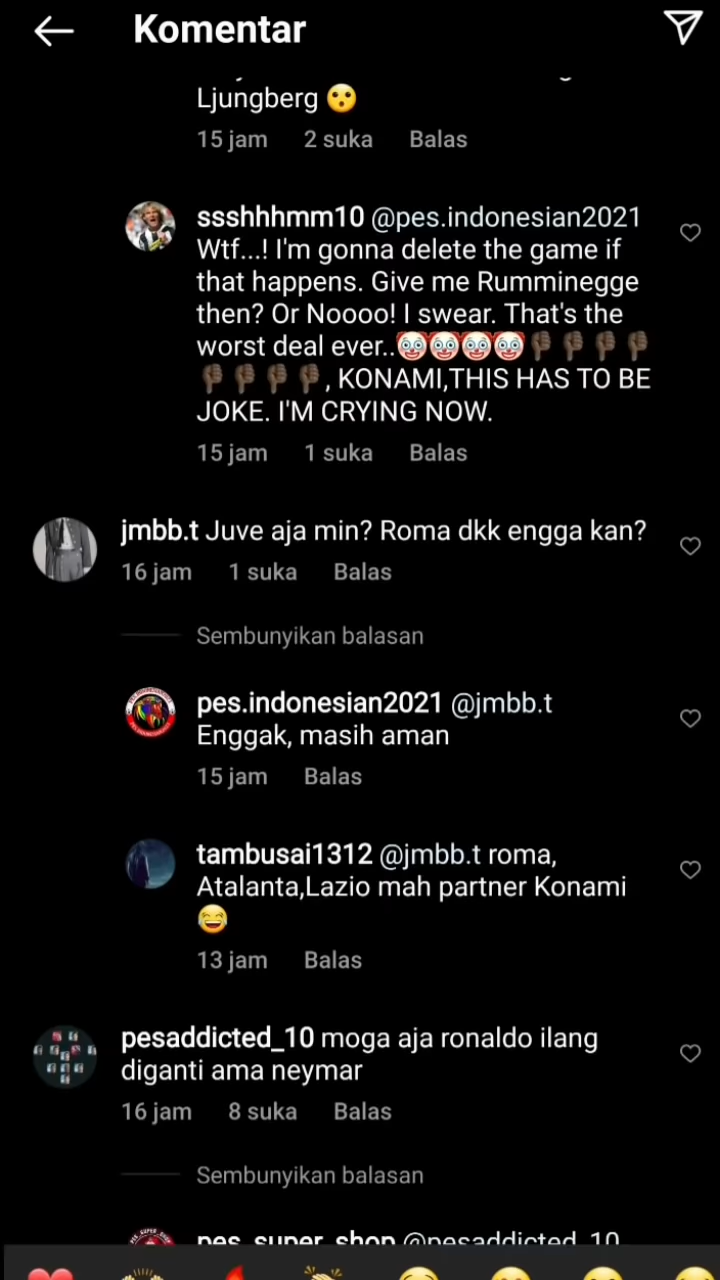 Komentar
Ljungberg 😮
15 jam 2 suka Balas
ssshhhmm10 @pes.indonesian2021
Wtf...! I'm gonna delete the game if
that happens. Give me Rumminegge
then? Or Noooo! I swear. That's the
worst deal ever..🤡🤡🤡🤡👎🏿👎🏿👎🏿👎🏿
👎🏿👎🏿👎🏿👎🏿, KONAMI,THIS HAS TO BE
JOKE. I'M CRYING NOW.
15 jam 1 suka Balas
jmbb.t Juve aja min? Roma dkk engga kan?
16 jam 1 suka Balas
Sembunyikan balasan
pes.indonesian2021 @jmbb.t
Enggak, masih aman
15 jam Balas
tambusai1312 @jmbb.t roma,
Atalanta,Lazio mah partner Konami
😂
13 jam Balas
pesaddicted_10 moga aja ronaldo ilang
diganti ama neymar
16 jam 8 suka Balas
Sembunyikan balasan
pes_super_shop @pesaddicted_10